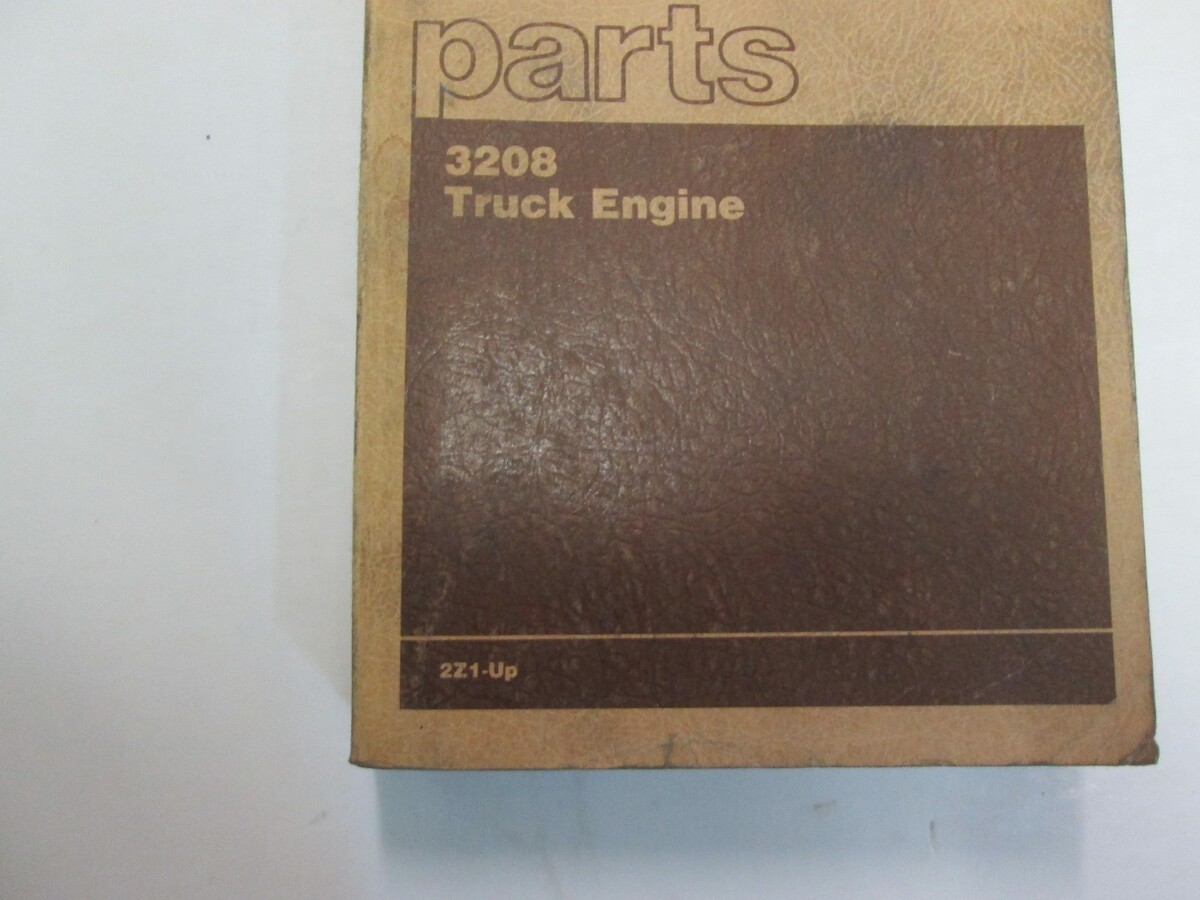 parts
3208
Truck Engine
2Z1-Up